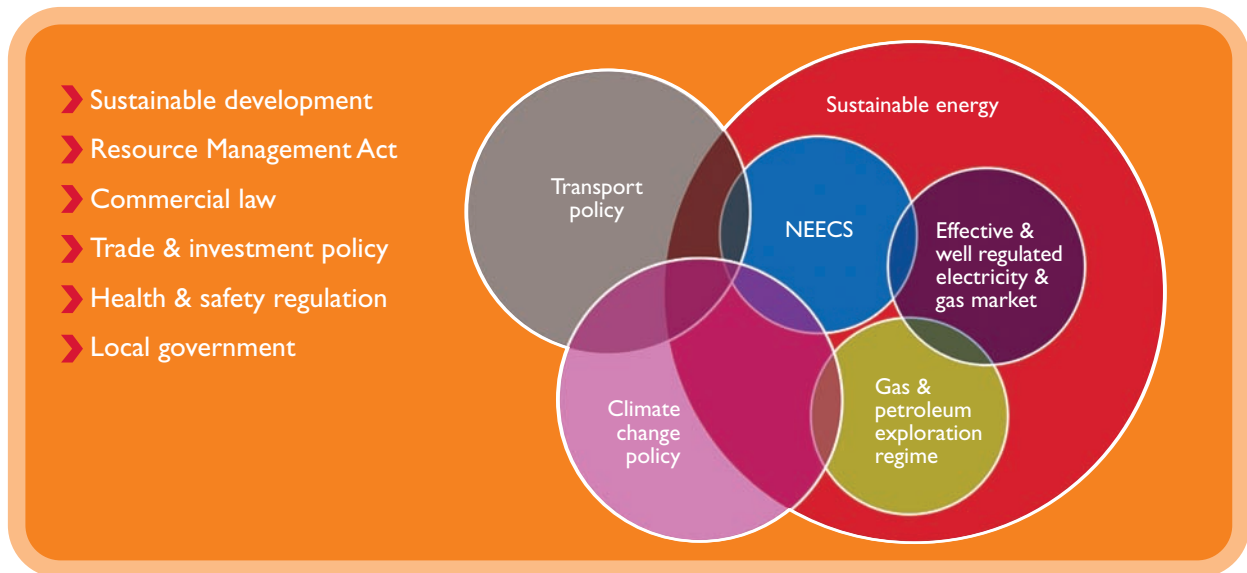 Sustainable development
Resource Management Act
Commercial law
Trade & investment policy
Health & safety regulation
Local government
Sustainable energy
Transport
policy
NEECS
Effective &
well regulated
electricity &
gas market
Climate
change
policy
Gas &
petroleum
exploration
regime